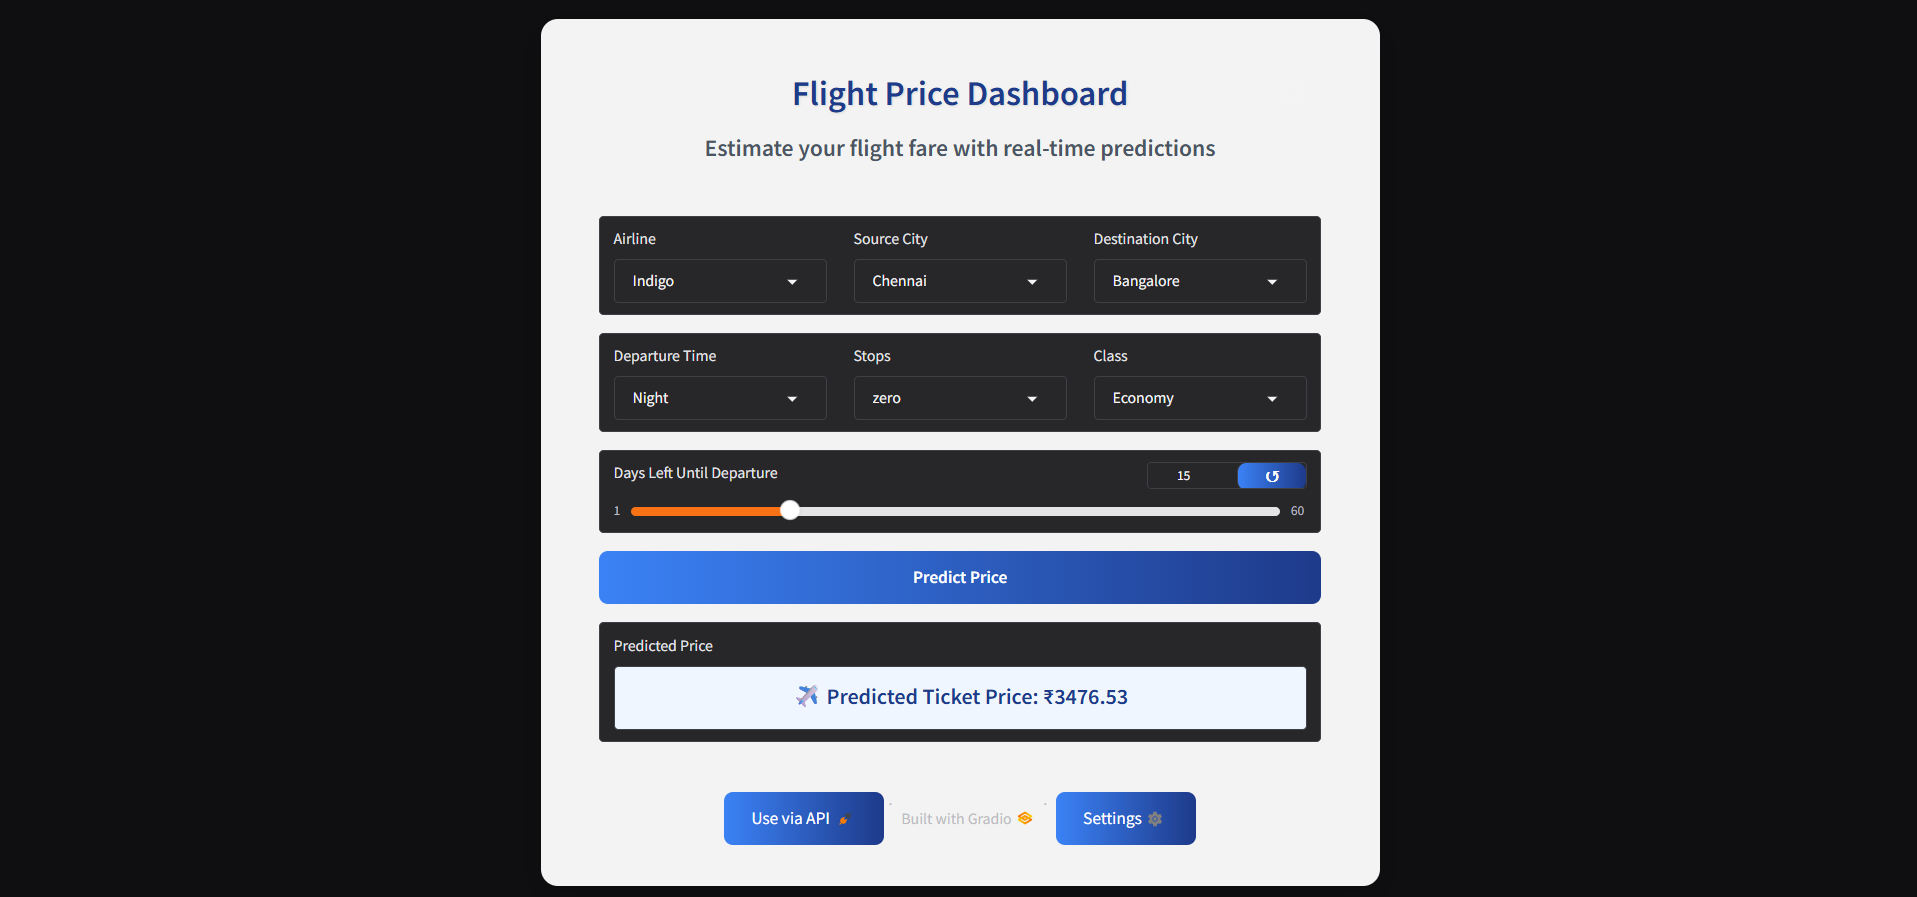 Flight Price Dashboard
Estimate your flight fare with real-time predictions
Airline Source City Destination City
Indigo Chennai Bangalore
Departure Time Stops Class
Night zero Economy
Days Left Until Departure 15
1 60
Predict Price
Predicted Price
Predicted Ticket Price: ₹3476.53
Use via API · Built with Gradio · Settings